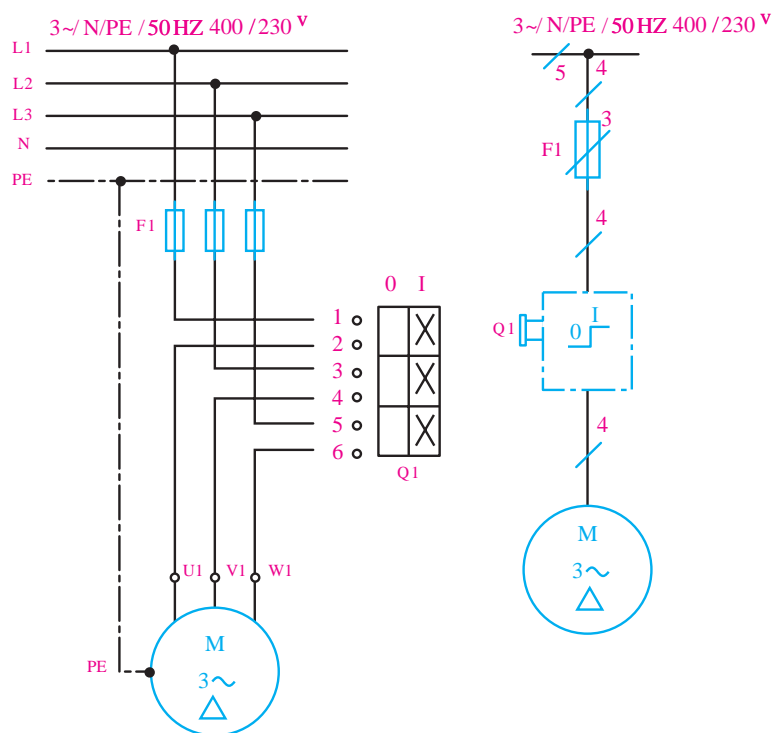 3~/ N/PE / 50 HZ 400 / 230 V
L1
L2
L3
N
PE
F1
0 I
1
2
3
4
5
6
Q1
U1 V1 W1
PE
M
3~
3~/ N/PE / 50 HZ 400 / 230 V
5
4
3
F1
4
Q1
0 I
4
M
3~